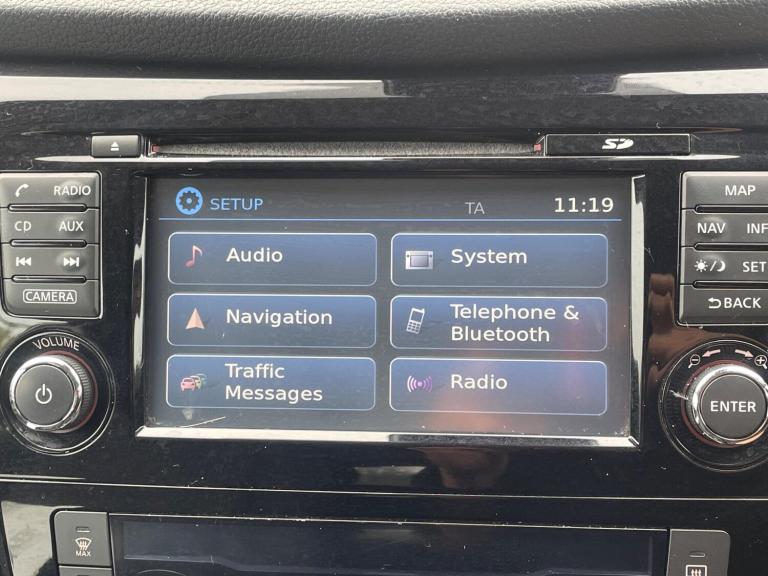 SD
RADIO
CD AUX
CAMERA
VOLUME
SETUP
TA
11:19
Audio
System
Navigation
Telephone &
Bluetooth
Traffic
Messages
Radio
MAP
NAV INF
SET
BACK
ENTER
MAX